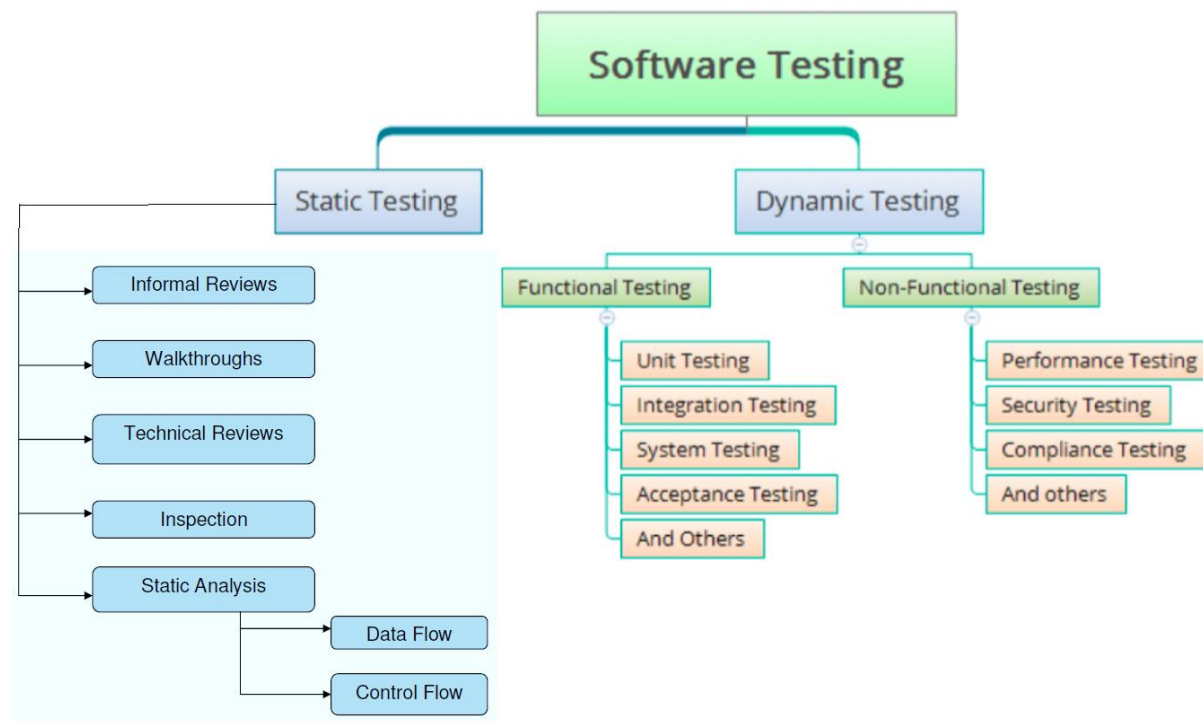 Software Testing
Static Testing
Dynamic Testing
Informal Reviews
Walkthroughs
Technical Reviews
Inspection
Static Analysis
Data Flow
Control Flow
Functional Testing
Unit Testing
Integration Testing
System Testing
Acceptance Testing
And Others
Non-Functional Testing
Performance Testing
Security Testing
Compliance Testing
And others